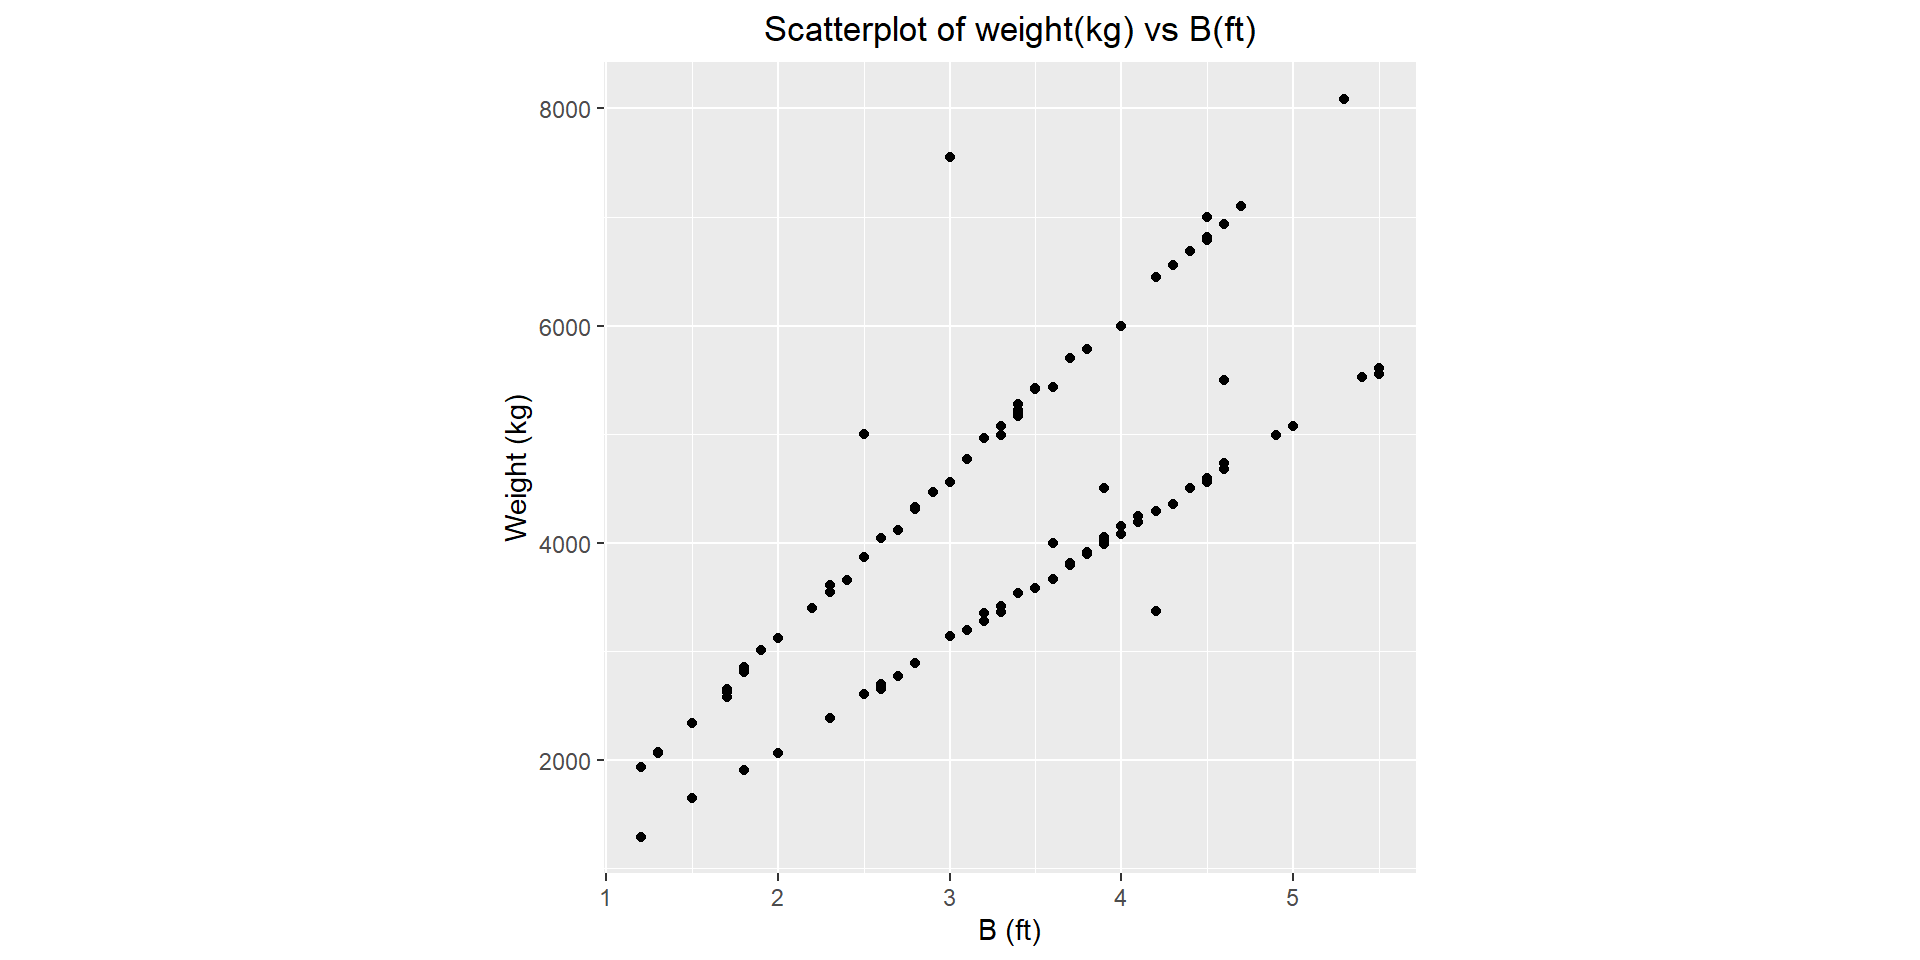 Scatterplot of weight(kg) vs B(ft)
8000
6000
4000
2000
Weight (kg)
1 2 3 4 5
B (ft)